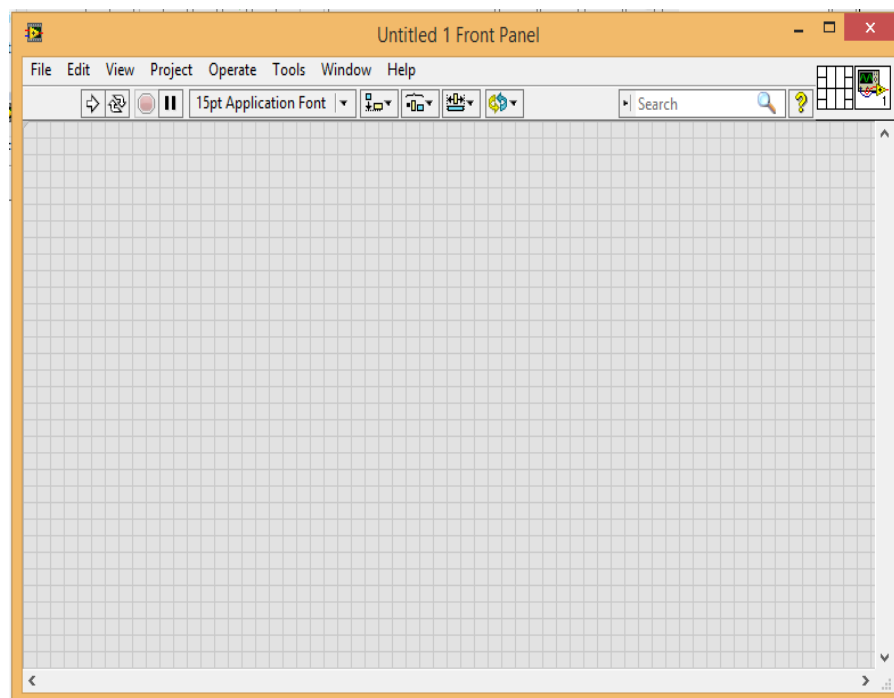 Untitled 1 Front Panel
File Edit View Project Operate Tools Window Help
15pt Application Font Search ?
1